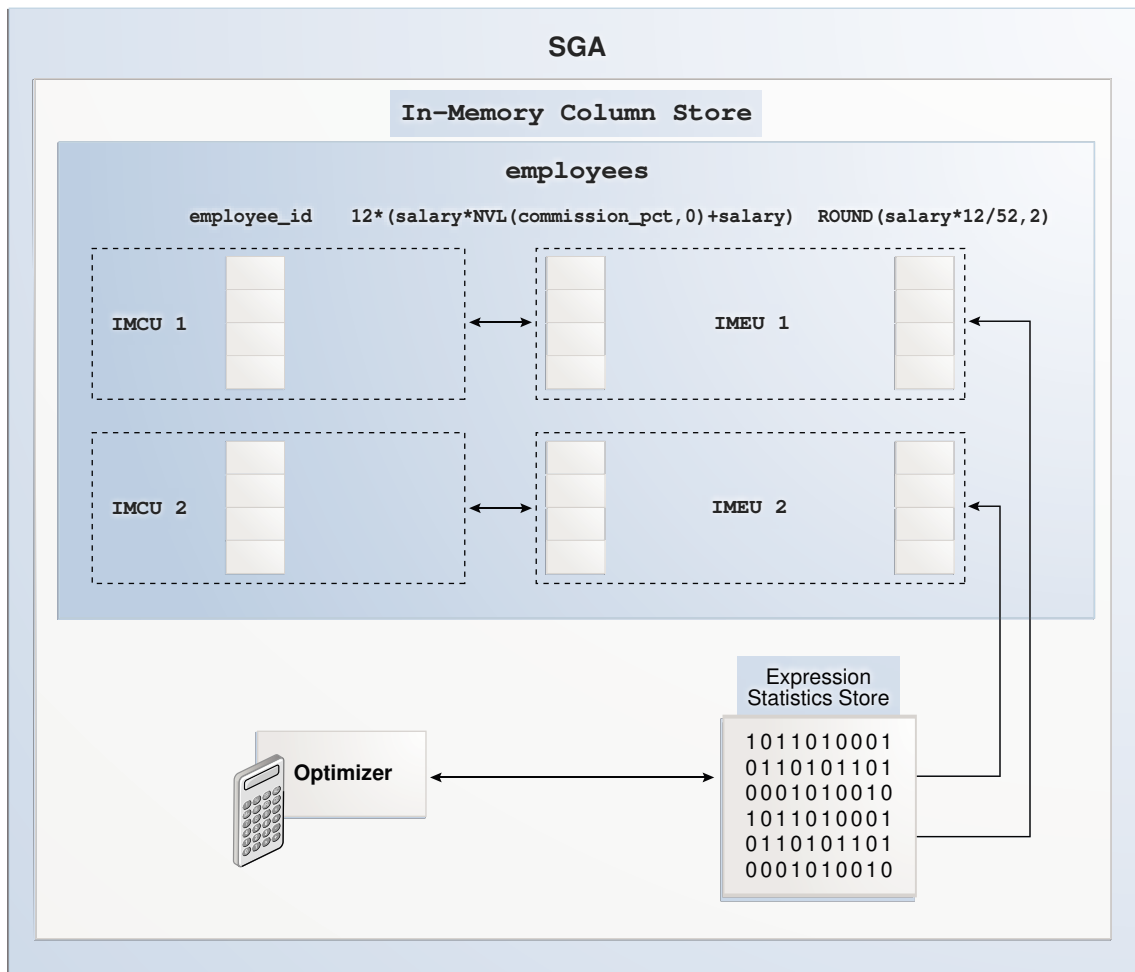 SGA
In-Memory Column Store
employees
employee_id 12*(salary*NVL(commission_pct,0)+salary) ROUND(salary*12/52,2)
IMCU 1 IMEU 1
IMCU 2 IMEU 2
Expression
Statistics Store
Optimizer
1011010001
0110101101
0001010010
1011010001
0110101101
0001010010